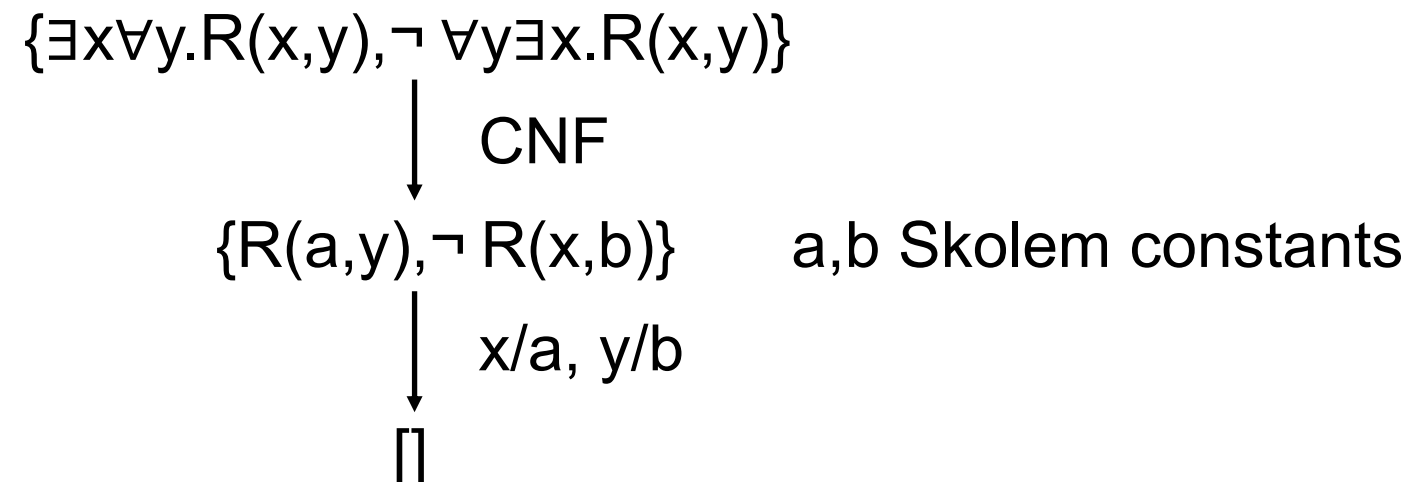 {∃x∀y.R(x,y),¬ ∀y∃x.R(x,y)}
CNF
{R(a,y),¬ R(x,b)} a,b Skolem constants
x/a, y/b
[]